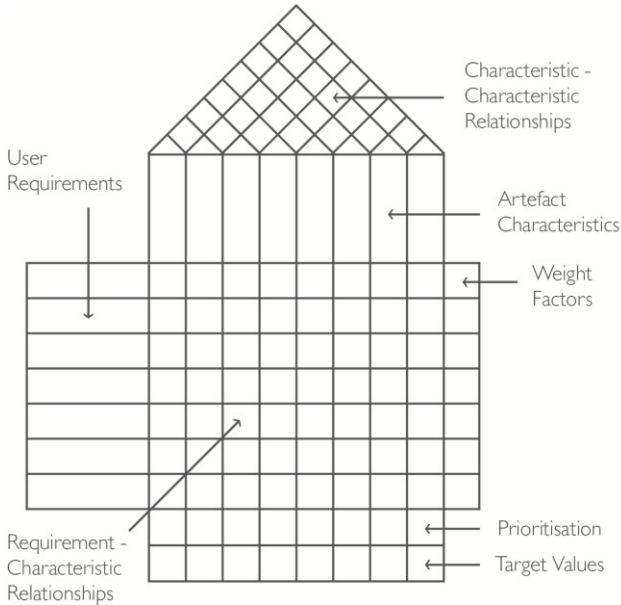 Characteristic -
Characteristic
Relationships
User
Requirements
Artefact
Characteristics
Weight
Factors
Requirement -
Characteristic
Relationships
Prioritisation
Target Values